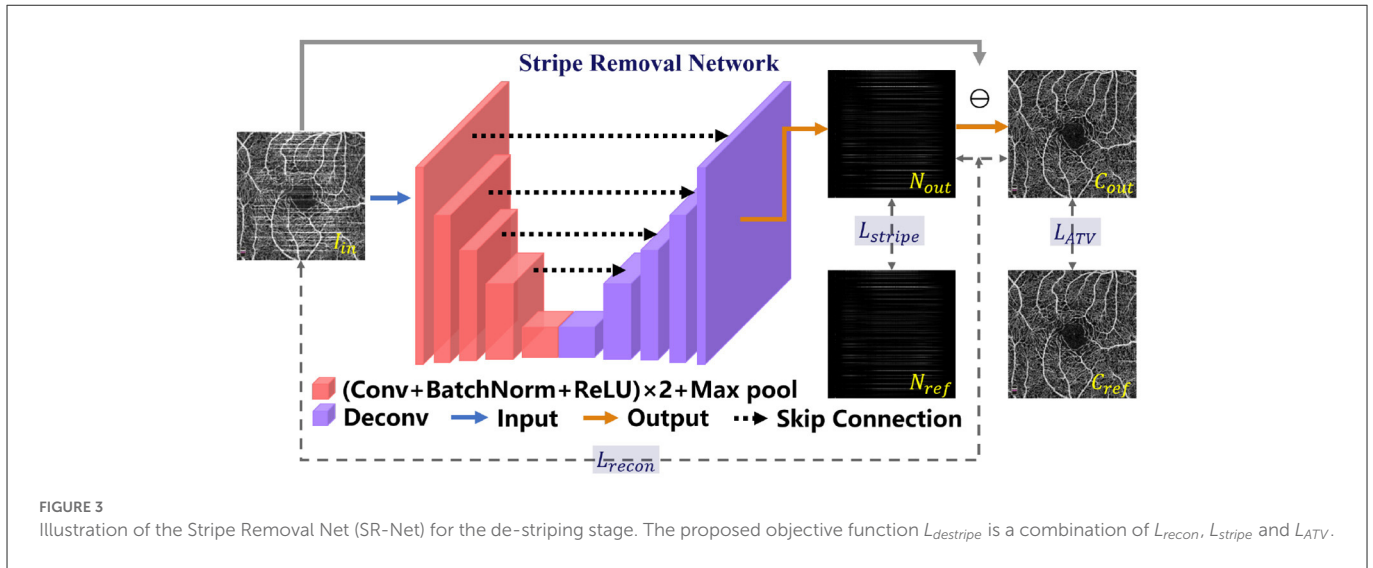 Stripe Removal Network
⊖
I_in
N_out
C_out
L_stripe
L_ATV
N_ref
C_ref
(Conv+BatchNorm+ReLU)×2+Max pool
Deconv Input Output Skip Connection
L_recon
FIGURE 3
Illustration of the Stripe Removal Net (SR-Net) for the de-striping stage. The proposed objective function L_destripe is a combination of L_recon, L_stripe and L_ATV.